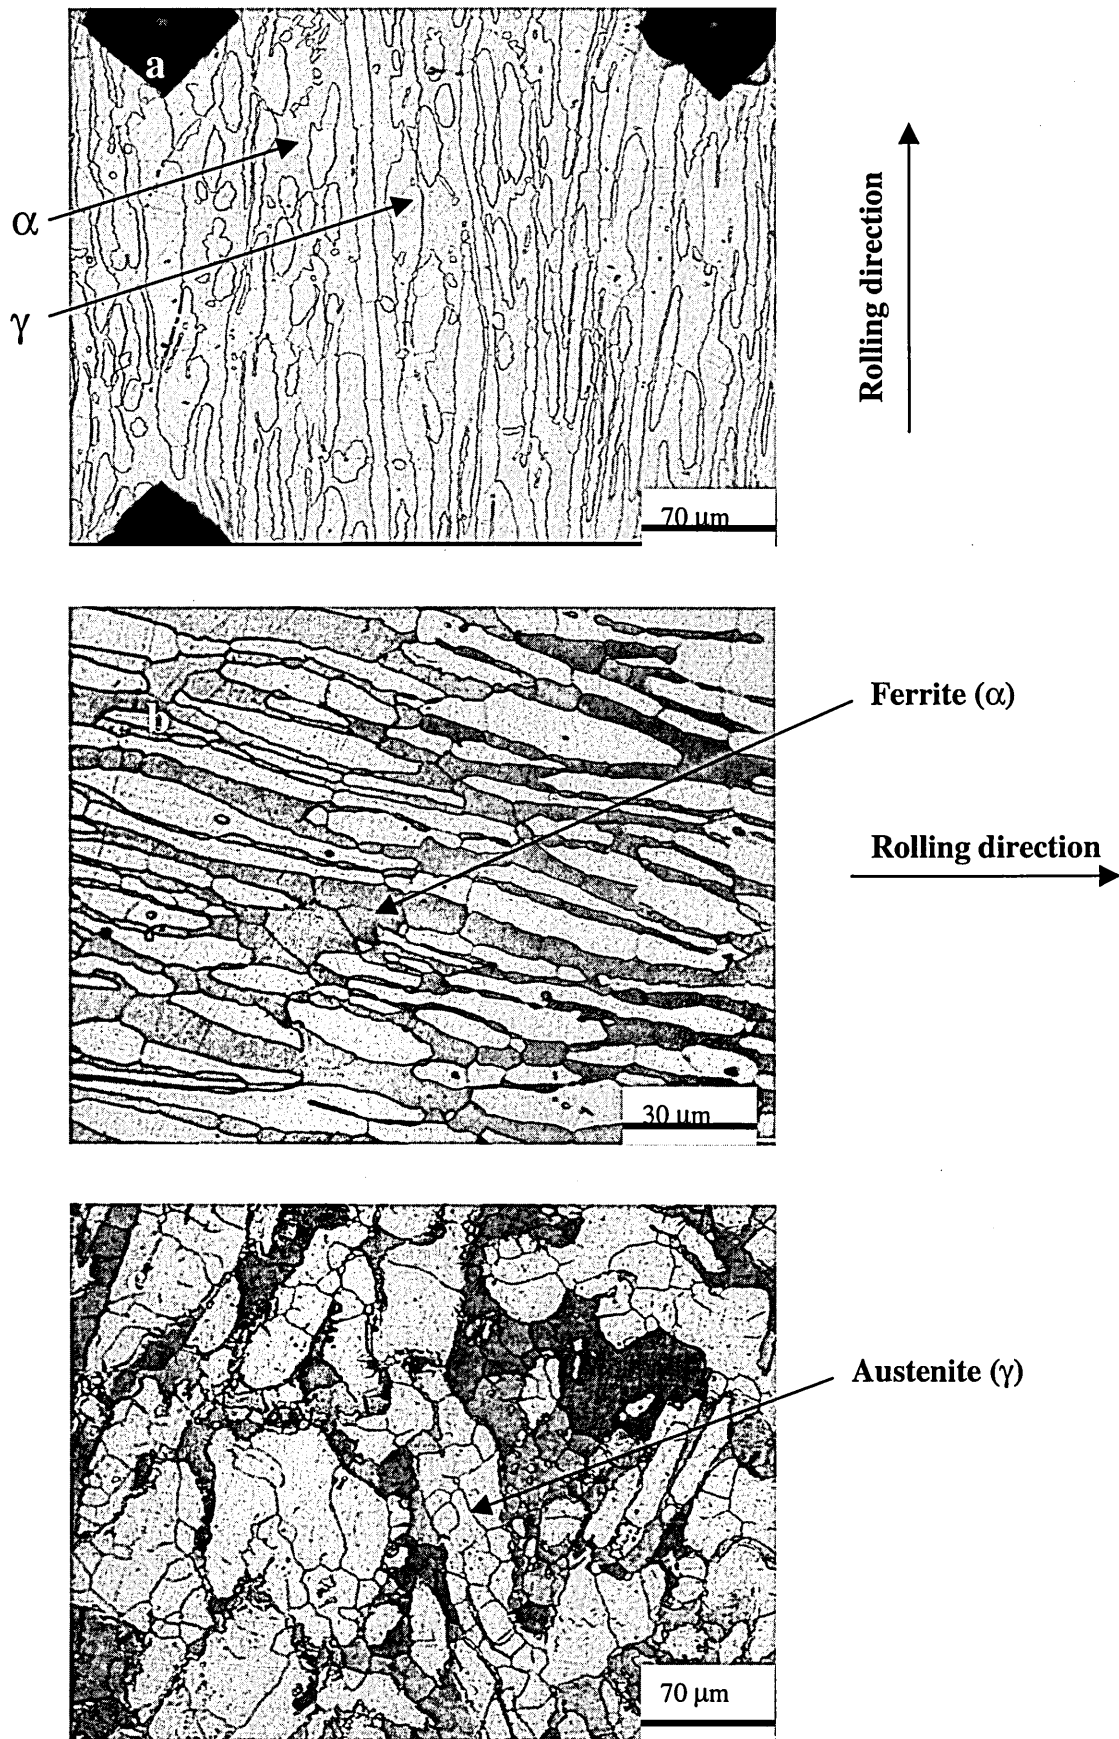 a
α
γ
Rolling direction
70 µm
b
Ferrite (α)
Rolling direction
30 µm
Austenite (γ)
70 µm